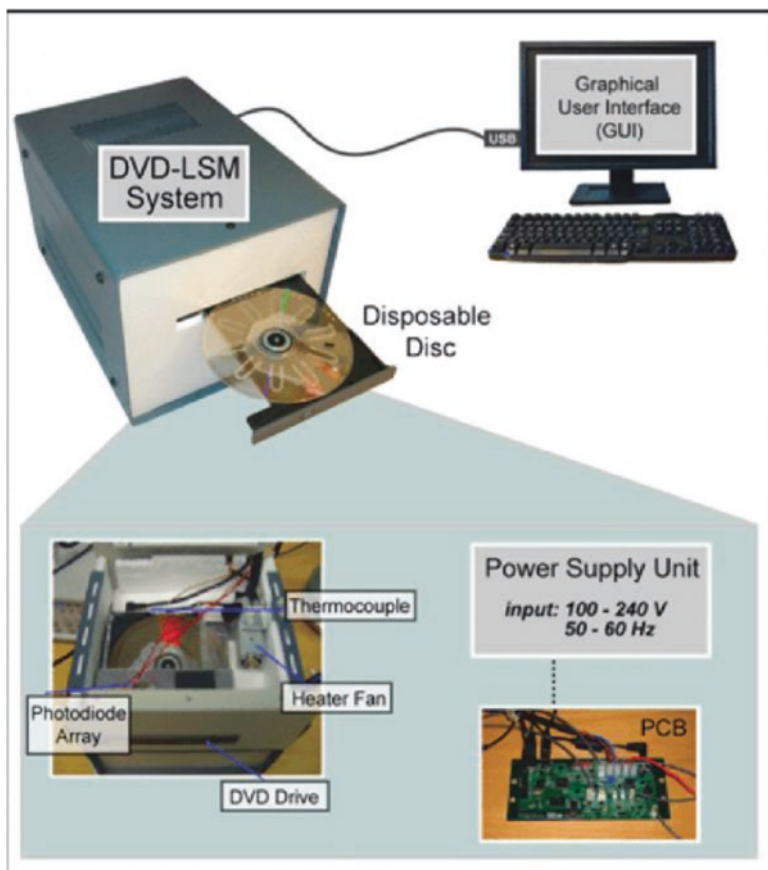 DVD-LSM
System
USB
Graphical
User Interface
(GUI)
Disposable
Disc
Thermocouple
Heater Fan
Photodiode
Array
DVD Drive
Power Supply Unit
input: 100 - 240 V
50 - 60 Hz
PCB